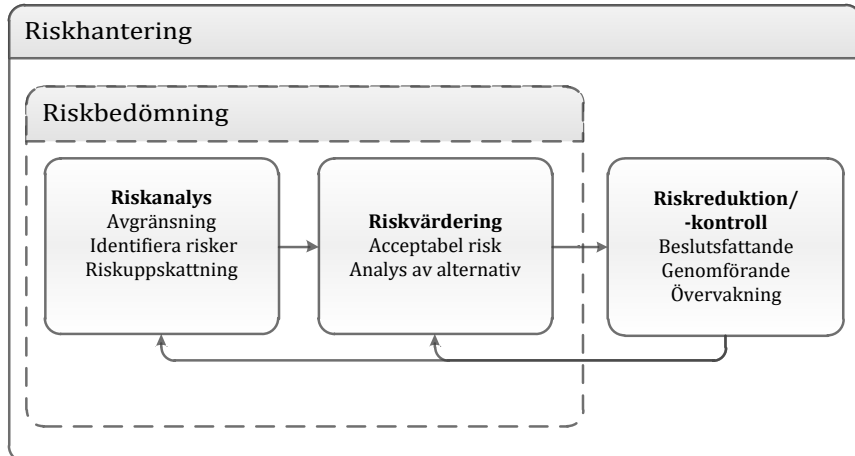 Riskhantering
Riskbedömning
Riskanalys
Avgränsning
Identifiera risker
Riskuppskattning
Riskvärdering
Acceptabel risk
Analys av alternativ
Riskreduktion/
-kontroll
Beslutsfattande
Genomförande
Övervakning